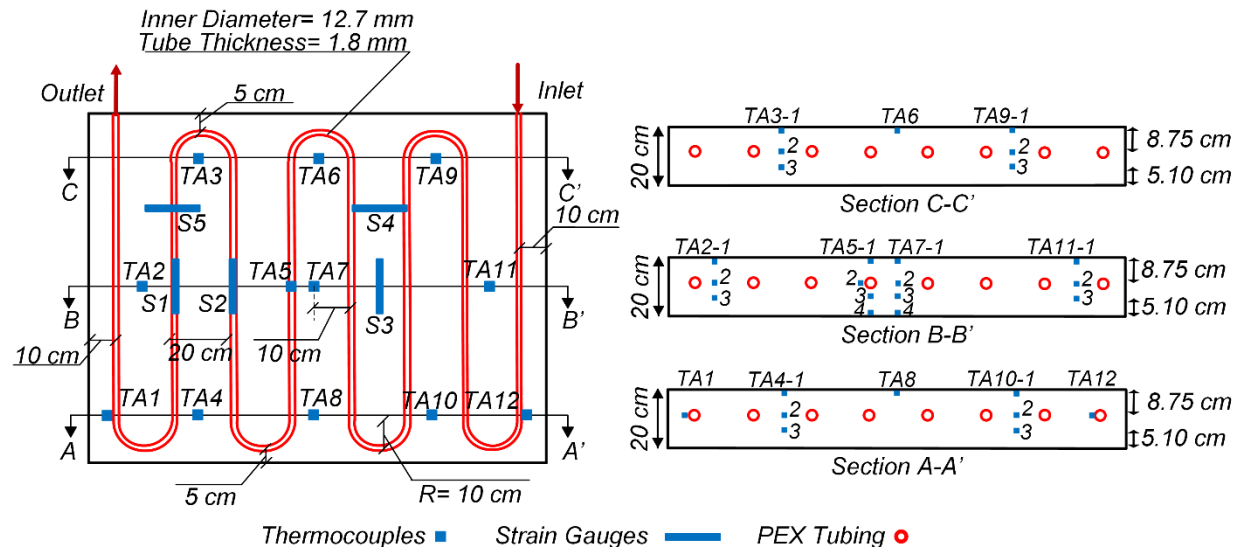 Inner Diameter= 12.7 mm
Tube Thickness= 1.8 mm
Outlet
5 cm
Inlet
C
TA3
TA6
TA9
C'
S5
S4
10 cm
TA2
TA5
TA7
TA11
S1
S2
S3
B
B'
10 cm
20 cm
10 cm
TA1
TA4
TA8
TA10
TA12
A
A'
5 cm
R= 10 cm
TA3-1
TA6
TA9-1
20 cm
2
3
2
3
8.75 cm
5.10 cm
Section C-C'
TA2-1
TA5-1
TA7-1
TA11-1
20 cm
2
3
2
3
4
2
3
4
2
3
8.75 cm
5.10 cm
Section B-B'
TA1
TA4-1
TA8
TA10-1
TA12
20 cm
2
3
2
3
8.75 cm
5.10 cm
Section A-A'
Thermocouples
Strain Gauges
PEX Tubing